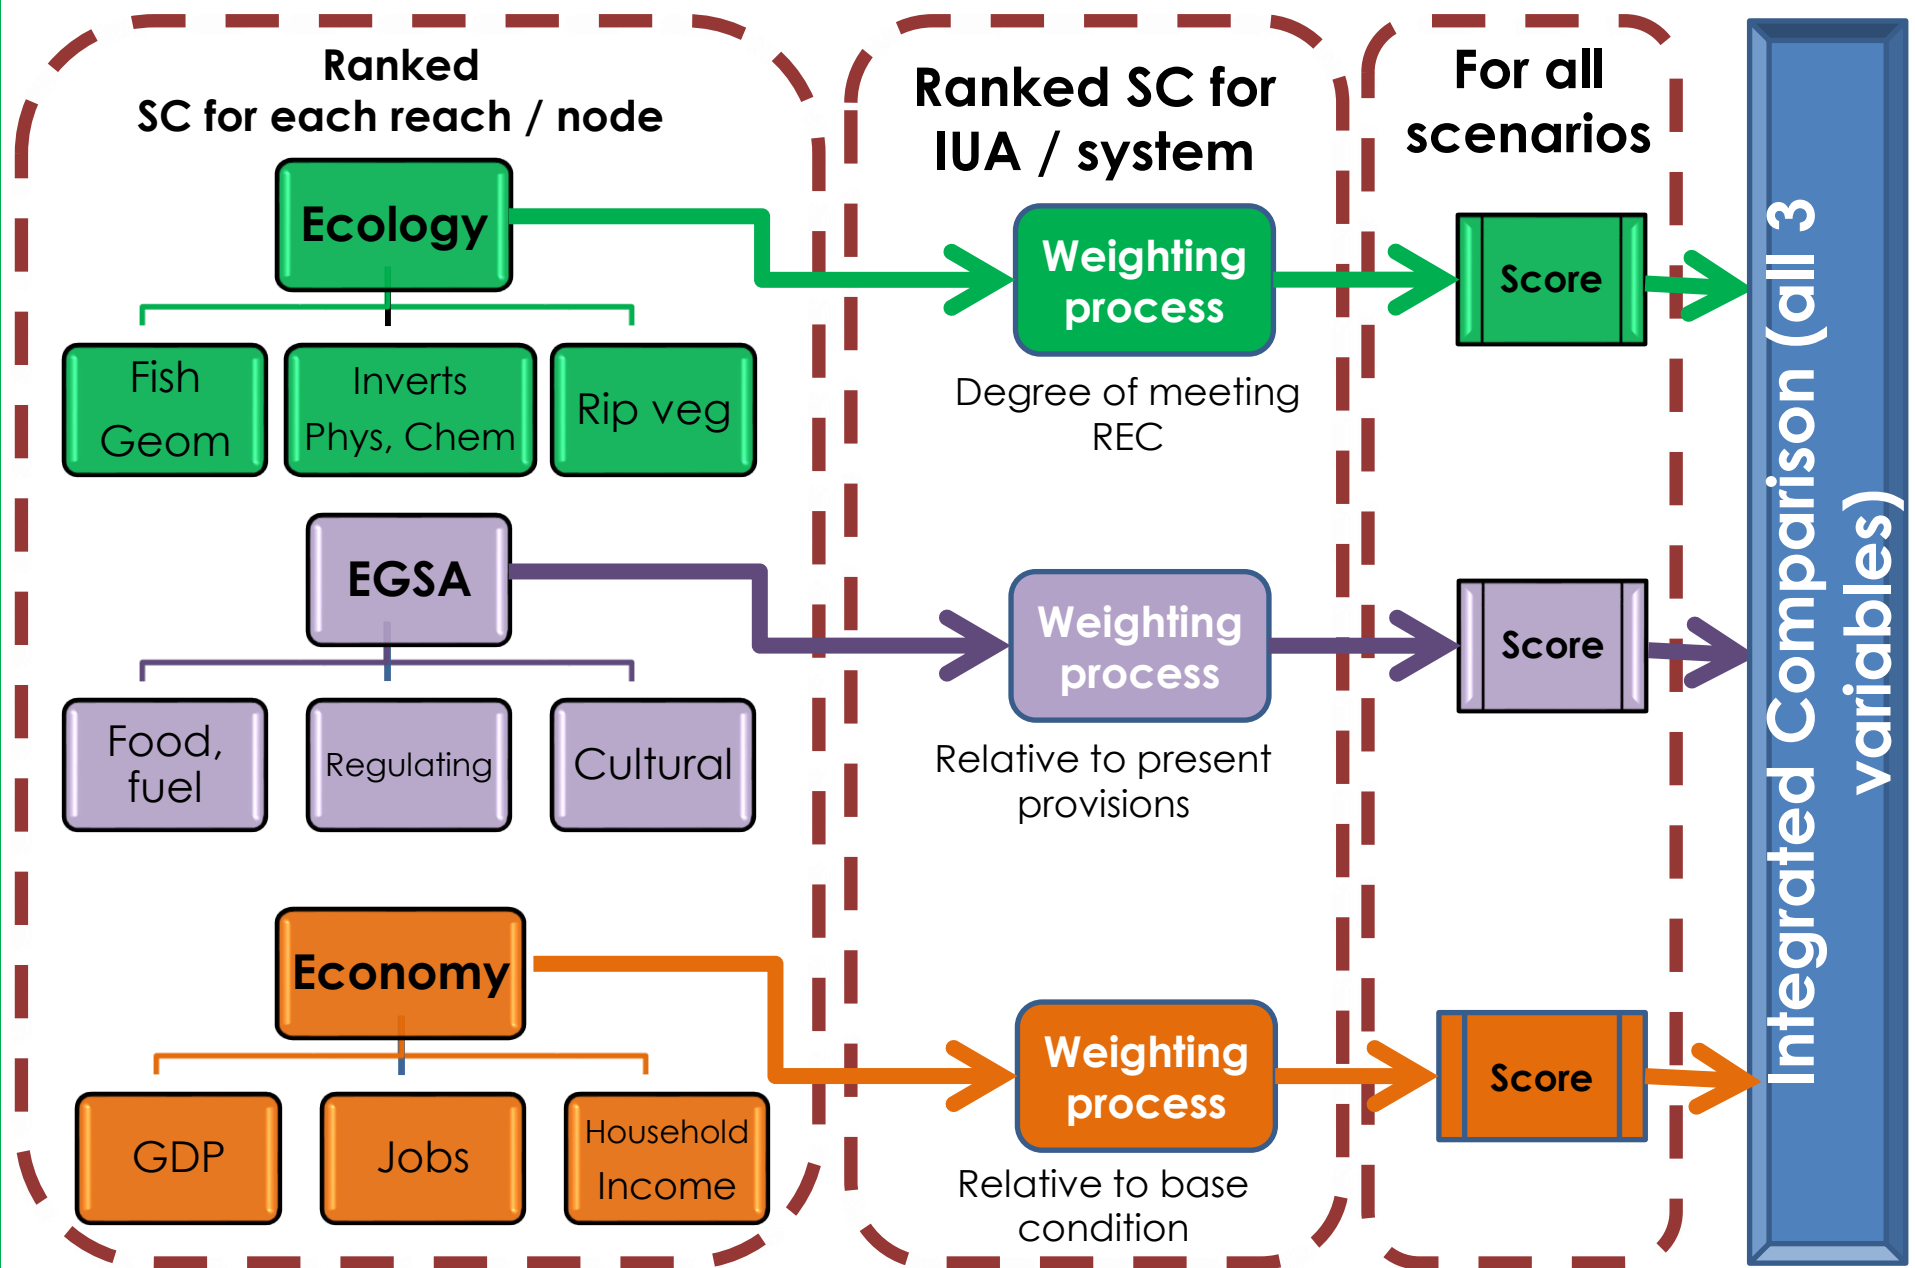 Ranked
SC for each reach / node
Ecology
Fish
Geom
Inverts
Phys, Chem
Rip veg
EGSA
Food,
fuel
Regulating
Cultural
Economy
GDP
Jobs
Household
Income
Ranked SC for
IUA / system
Weighting
process
Degree of meeting
REC
Weighting
process
Relative to present
provisions
Weighting
process
Relative to base
condition
For all
scenarios
Score
Score
Score
Integrated Comparison (all 3
variables)